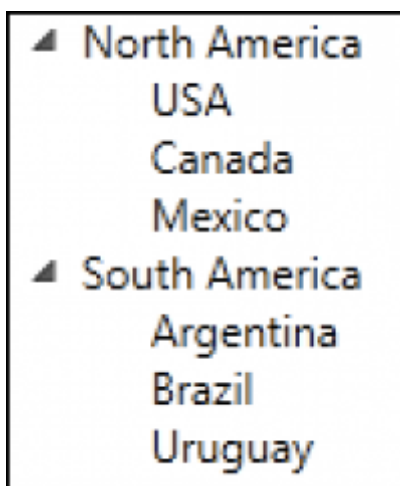 North America
USA
Canada
Mexico
South America
Argentina
Brazil
Uruguay